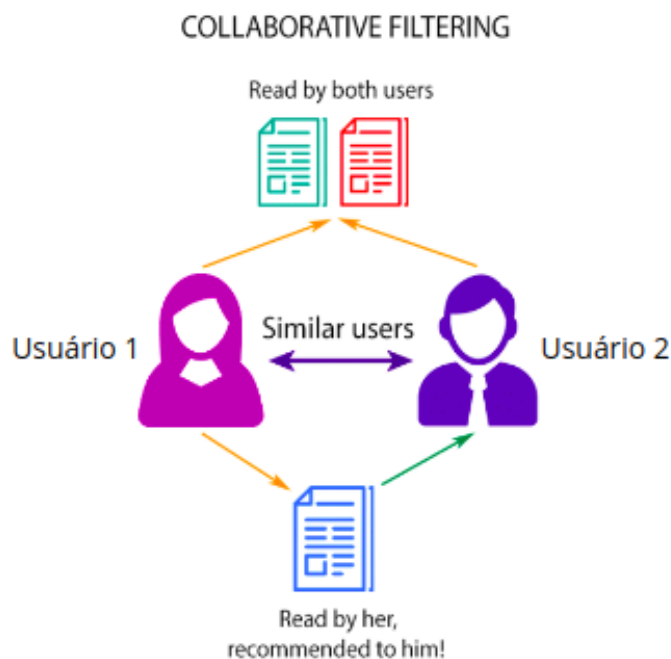 COLLABORATIVE FILTERING
Read by both users
Similar users
Usuário 1
Usuário 2
Read by her,
recommended to him!